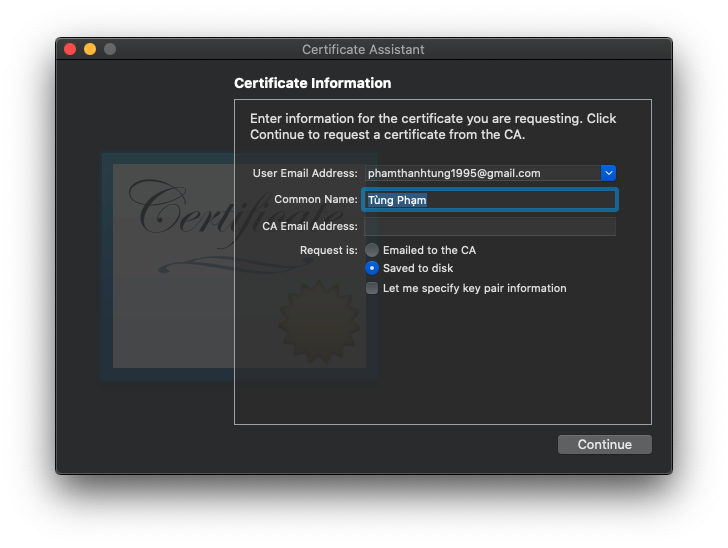 Certificate Assistant
Certificate Information
Enter information for the certificate you are requesting. Click
Continue to request a certificate from the CA.
User Email Address: phamthanhtung1995@gmail.com
Common Name: Tùng Phạm
CA Email Address:
Request is: Emailed to the CA
Saved to disk
Let me specify key pair information
Certificate
Continue